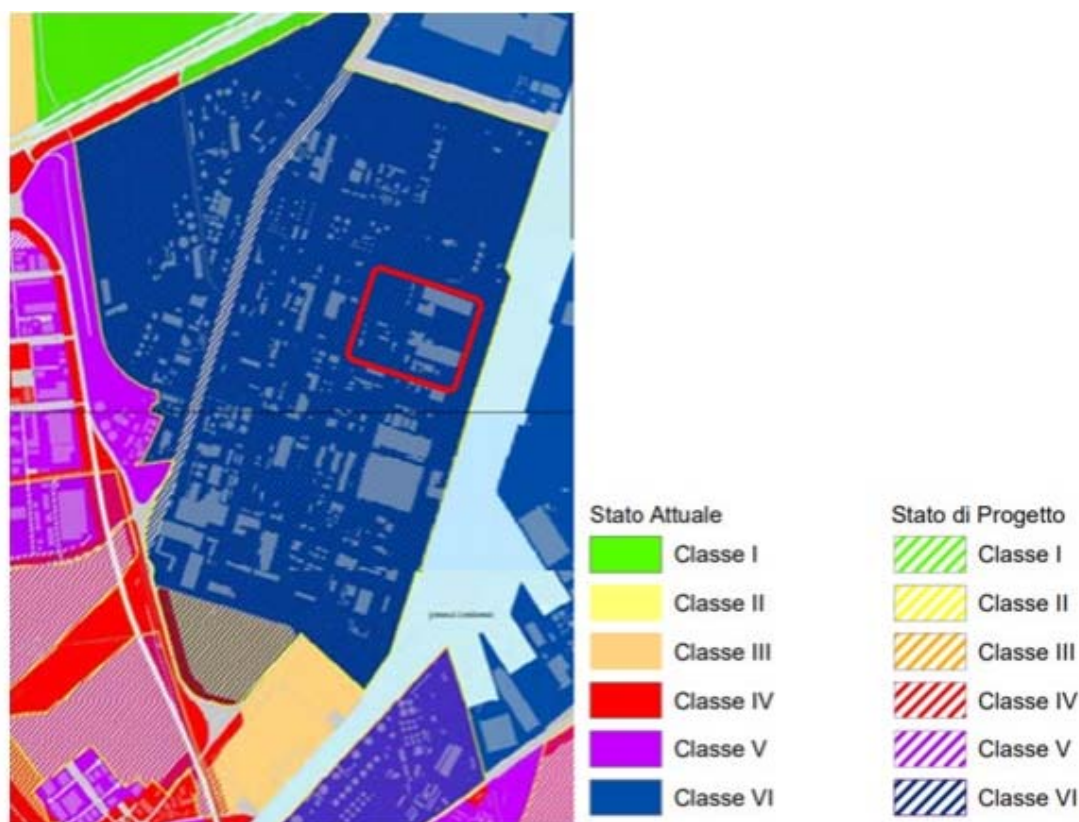 Stato Attuale
Classe I
Classe II
Classe III
Classe IV
Classe V
Classe VI
Stato di Progetto
Classe I
Classe II
Classe III
Classe IV
Classe V
Classe VI